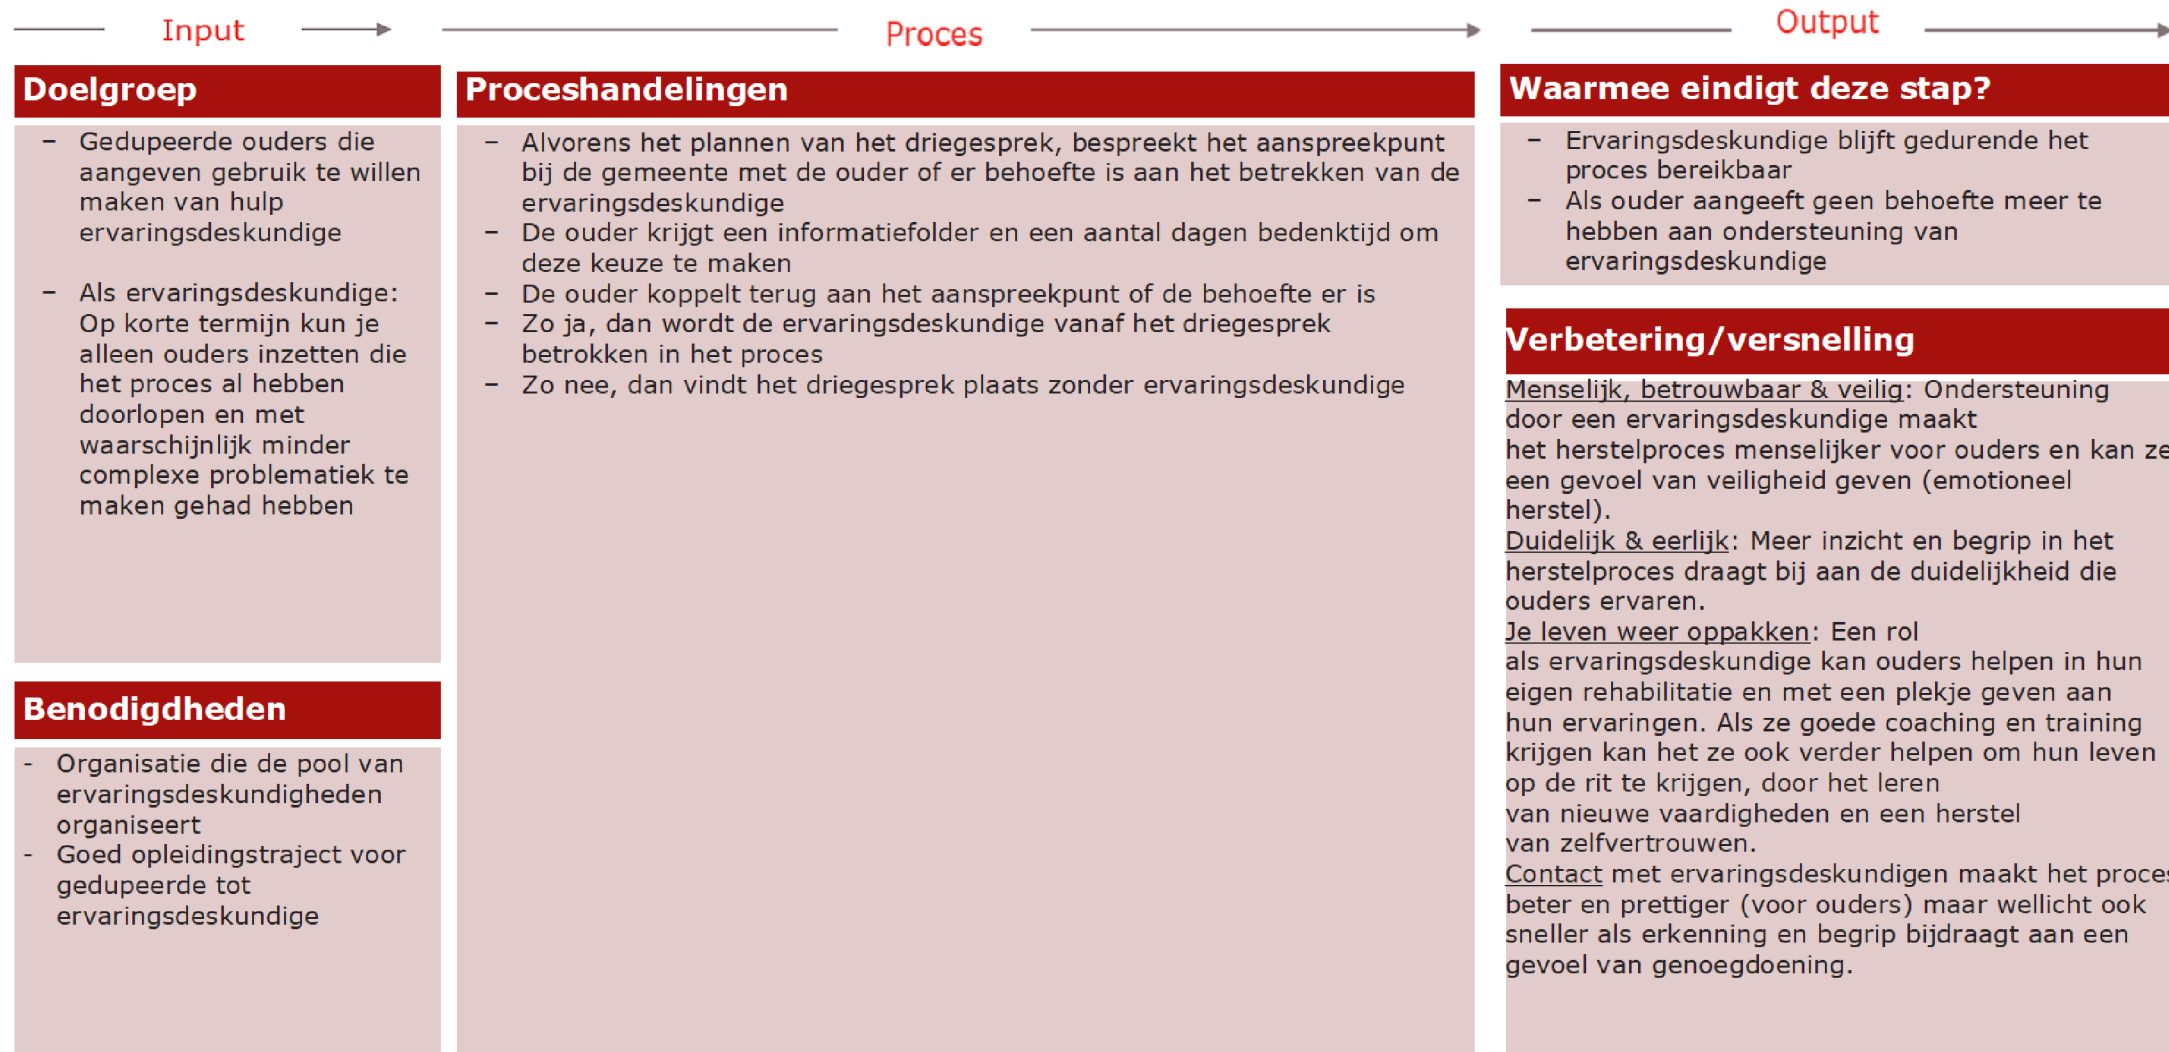 Input
Proces
Output
Doelgroep
– Gedupeerde ouders die
aangeven gebruik te willen
maken van hulp
ervaringsdeskundige
– Als ervaringsdeskundige:
Op korte termijn kun je
alleen ouders inzetten die
het proces al hebben
doorlopen en met
waarschijnlijk minder
complexe problematiek te
maken gehad hebben
Benodigdheden
- Organisatie die de pool van
ervaringsdeskundigheden
organiseert
- Goed opleidingstraject voor
gedupeerde tot
ervaringsdeskundige
Proceshandelingen
– Alvorens het plannen van het driegesprek, bespreekt het aanspreekpunt
bij de gemeente met de ouder of er behoefte is aan het betrekken van de
ervaringsdeskundige
– De ouder krijgt een informatiefolder en een aantal dagen bedenktijd om
deze keuze te maken
– De ouder koppelt terug aan het aanspreekpunt of de behoefte er is
– Zo ja, dan wordt de ervaringsdeskundige vanaf het driegesprek
betrokken in het proces
– Zo nee, dan vindt het driegesprek plaats zonder ervaringsdeskundige
Waarmee eindigt deze stap?
– Ervaringsdeskundige blijft gedurende het
proces bereikbaar
– Als ouder aangeeft geen behoefte meer te
hebben aan ondersteuning van
ervaringsdeskundige
Verbetering/versnelling
Menselijk, betrouwbaar & veilig: Ondersteuning
door een ervaringsdeskundige maakt
het herstelproces menselijker voor ouders en kan ze
een gevoel van veiligheid geven (emotioneel
herstel).
Duidelijk & eerlijk: Meer inzicht en begrip in het
herstelproces draagt bij aan de duidelijkheid die
ouders ervaren.
Je leven weer oppakken: Een rol
als ervaringsdeskundige kan ouders helpen in hun
eigen rehabilitatie en met een plekje geven aan
hun ervaringen. Als ze goede coaching en training
krijgen kan het ze ook verder helpen om hun leven
op de rit te krijgen, door het leren
van nieuwe vaardigheden en een herstel
van zelfvertrouwen.
Contact met ervaringsdeskundigen maakt het proces
beter en prettiger (voor ouders) maar wellicht ook
sneller als erkenning en begrip bijdraagt aan een
gevoel van genoegdoening.